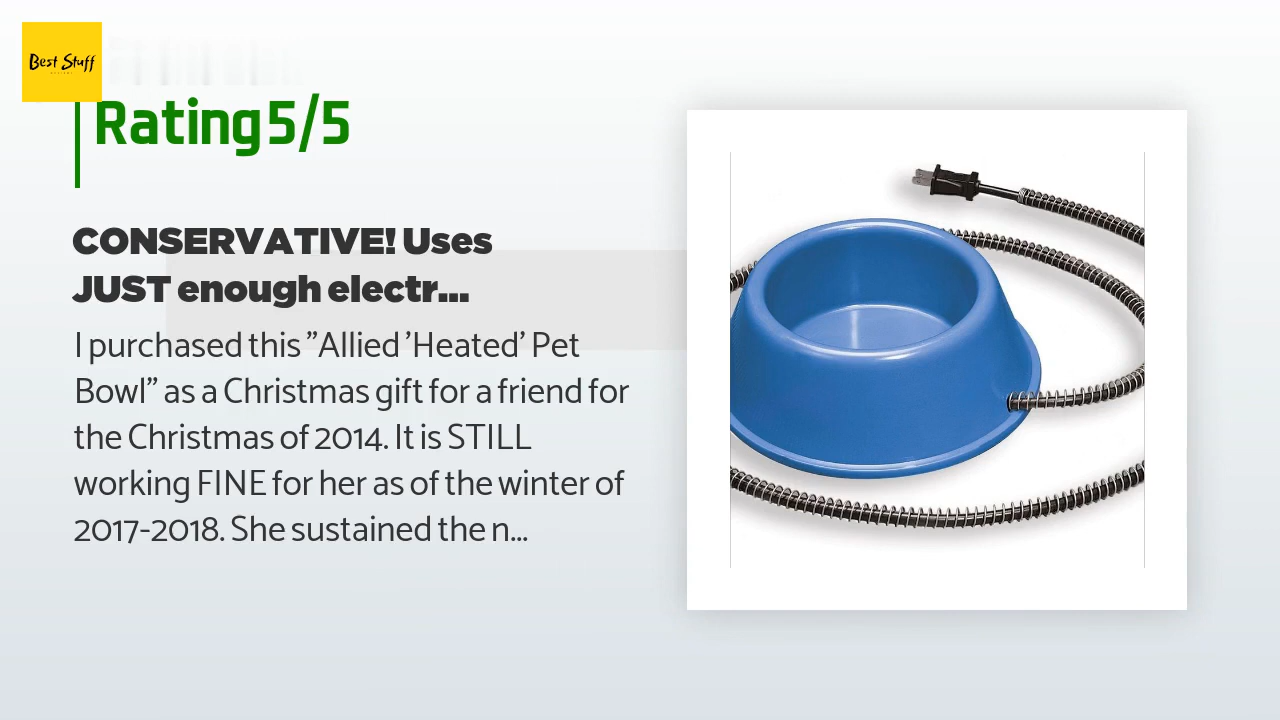 Best Stuff
Rating 5/5
CONSERVATIVE! Uses
JUST enough electr...
I purchased this "Allied 'Heated' Pet
Bowl" as a Christmas gift for a friend for
the Christmas of 2014. It is STILL
working FINE for her as of the winter of
2017-2018. She sustained the n...